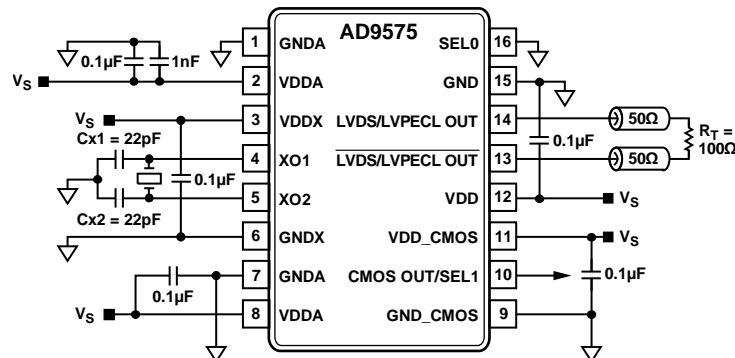 AD9575
1 GNDA
SEL0 16
0.1µF 1nF
VS
2 VDDA
GND 15
VS
3 VDDX
LVDS/LVPECL OUT 14
50Ω
RT =
100Ω
Cx1 = 22pF
0.1µF
4 XO1
LVDS/LVPECL OUT 13
50Ω
0.1µF
5 XO2
VDD 12
VS
Cx2 = 22pF
6 GNDX
VDD_CMOS 11
VS
7 GNDA
CMOS OUT/SEL1 10
0.1µF
0.1µF
VS
8 VDDA
GND_CMOS 9